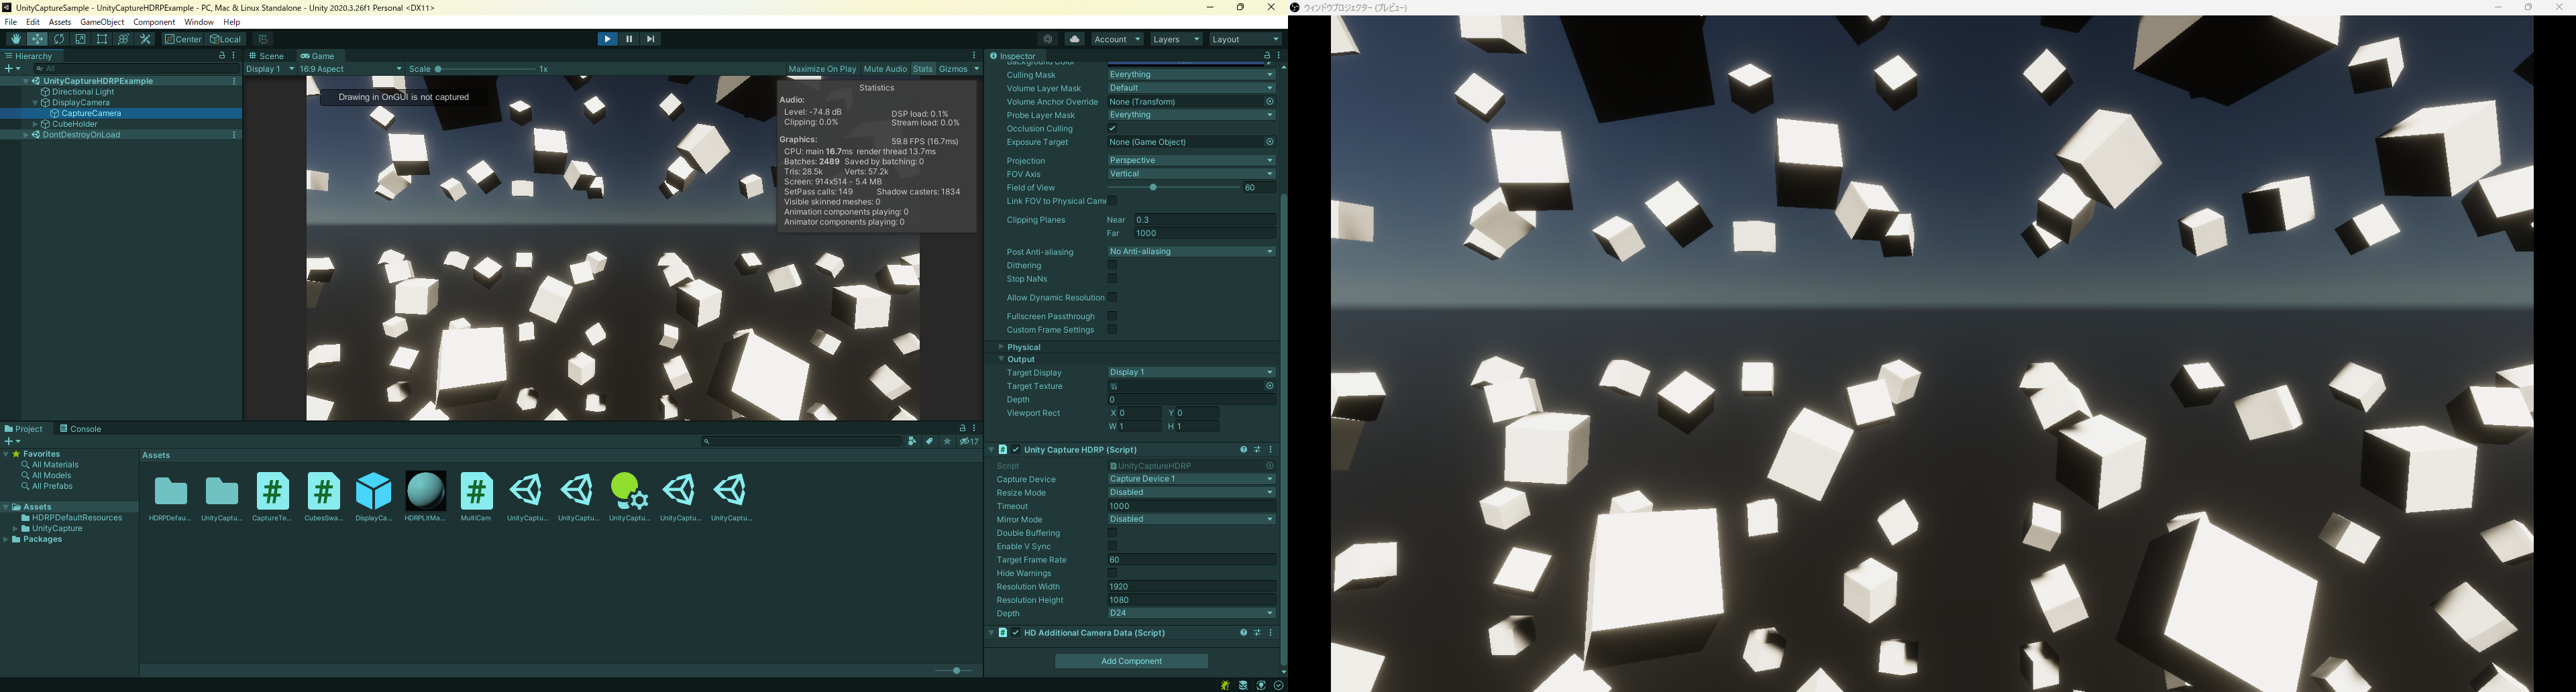 UnityCaptureSample - UnityCaptureHDRPExample - PC, Mac & Linux Standalone - Unity 2020.3.26f1 Personal <DX11>
File Edit Assets GameObject Component Window Help
Center Local
Account Layers Layout
Hierarchy
All
UnityCaptureHDRPExample
Directional Light
DisplayCamera
CaptureCamera
CubeHolder
DontDestroyOnLoad
Scene Game
Display 1 16:9 Aspect Scale 1x Maximize On Play Mute Audio Stats Gizmos
Drawing in OnGUI is not captured
Statistics
Audio:
Level: -74.8 dB DSP load: 0.1%
Clipping: 0.0% Stream load: 0.0%
Graphics: 59.8 FPS (16.7ms)
CPU: main 16.7ms render thread 13.7ms
Batches: 2489 Saved by batching: 0
Tris: 28.5k Verts: 57.2k
Screen: 914x514 - 5.4 MB
SetPass calls: 149 Shadow casters: 1834
Visible skinned meshes: 0
Animation components playing: 0
Animator components playing: 0
Project Console
17
Favorites
All Materials
All Models
All Prefabs
Assets
HDRPDefaultResources
UnityCapture
Packages
Assets
HDRPDefau... UnityCaptu... CaptureTe... CubesSwa... DisplayCa... HDRPLitMa... MultiCam UnityCaptu... UnityCaptu... UnityCaptu... UnityCaptu... UnityCaptu...
Inspector
Background Color
Culling Mask Everything
Volume Layer Mask Default
Volume Anchor Override None (Transform)
Probe Layer Mask Everything
Occlusion Culling
Exposure Target None (Game Object)
Projection Perspective
FOV Axis Vertical
Field of View 60
Link FOV to Physical Came
Clipping Planes Near 0.3
Far 1000
Post Anti-aliasing No Anti-aliasing
Dithering
Stop NaNs
Allow Dynamic Resolution
Fullscreen Passthrough
Custom Frame Settings
Physical
Output
Target Display Display 1
Target Texture
Depth 0
Viewport Rect X 0 Y 0
W 1 H 1
Unity Capture HDRP (Script)
Script UnityCaptureHDRP
Capture Device Capture Device 1
Resize Mode Disabled
Timeout 1000
Mirror Mode Disabled
Double Buffering
Enable V Sync
Target Frame Rate 60
Hide Warnings
Resolution Width 1920
Resolution Height 1080
Depth D24
HD Additional Camera Data (Script)
Add Component
ウィンドウプロジェクター (プレビュー)